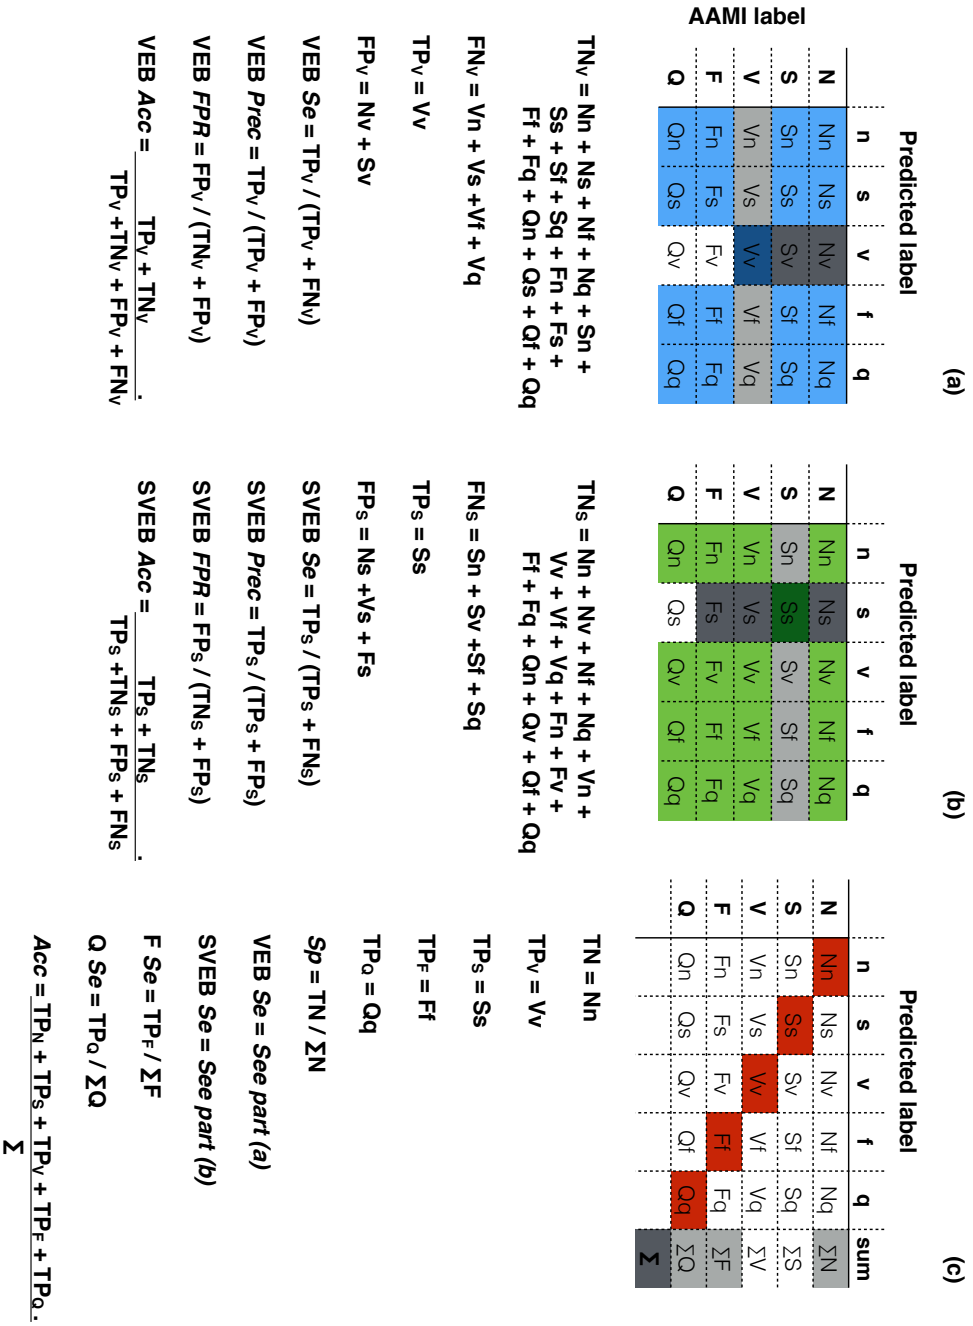 (a)
Predicted label
n s v f q
AAMI label
N Nn Ns Nv Nf Nq
S Sn Ss Sv Sf Sq
V Vn Vs Vv Vf Vq
F Fn Fs Fv Ff Fq
Q Qn Qs Qv Qf Qq
TNV = Nn + Ns + Nf + Nq + Sn +
Ss + Sf + Sq + Fn + Fs +
Ff + Fq + Qn + Qs + Qf + Qq
FNV = Vn + Vs +Vf + Vq
TPV = Vv
FPV = Nv + Sv
VEB Se = TPV / (TPV + FNV)
VEB Prec = TPV / (TPV + FPV)
VEB FPR = FPV / (TNV + FPV)
VEB Acc = TPV + TNV .
TPV +TNV + FPV + FNV
(b)
Predicted label
n s v f q
N Nn Ns Nv Nf Nq
S Sn Ss Sv Sf Sq
V Vn Vs Vv Vf Vq
F Fn Fs Fv Ff Fq
Q Qn Qs Qv Qf Qq
TNS = Nn + Nv + Nf + Nq + Vn +
Vv + Vf + Vq + Fn + Fv +
Ff + Fq + Qn + Qv + Qf + Qq
FNS = Sn + Sv +Sf + Sq
TPS = Ss
FPS = Ns +Vs + Fs
SVEB Se = TPS / (TPS + FNS)
SVEB Prec = TPS / (TPS + FPS)
SVEB FPR = FPS / (TNS + FPS)
SVEB Acc = TPS + TNS .
TPS +TNS + FPS + FNS
(c)
Predicted label
n s v f q sum
N Nn Ns Nv Nf Nq ΣN
S Sn Ss Sv Sf Sq ΣS
V Vn Vs Vv Vf Vq ΣV
F Fn Fs Fv Ff Fq ΣF
Q Qn Qs Qv Qf Qq ΣQ
Σ
TN = Nn
TPV = Vv
TPS = Ss
TPF = Ff
TPQ = Qq
Sp = TN / ΣN
VEB Se = See part (a)
SVEB Se = See part (b)
F Se = TPF / ΣF
Q Se = TPQ / ΣQ
Acc = TPN + TPS + TPV + TPF + TPQ .
Σ